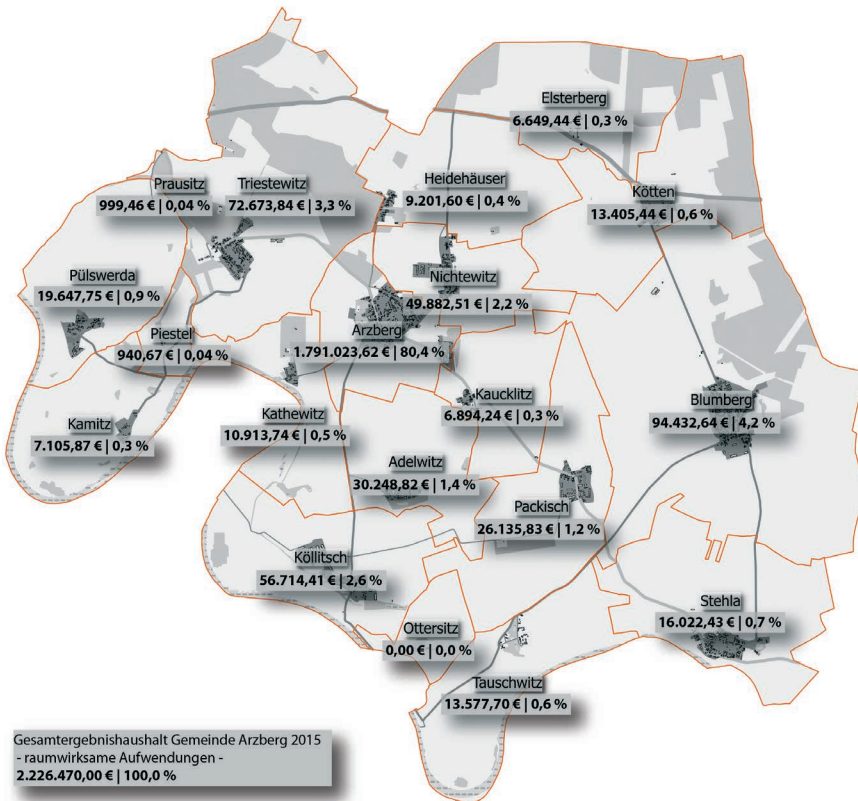 Elsterberg
6.649,44 € | 0,3 %
Prausitz
999,46 € | 0,04 %
Triestewitz
72.673,84 € | 3,3 %
Heidehäuser
9.201,60 € | 0,4 %
Kötten
13.405,44 € | 0,6 %
Pülswerda
19.647,75 € | 0,9 %
Nichtewitz
49.882,51 € | 2,2 %
Piestel
940,67 € | 0,04 %
Arzberg
1.791.023,62 € | 80,4 %
Kamitz
7.105,87 € | 0,3 %
Kathewitz
10.913,74 € | 0,5 %
Kaucklitz
6.894,24 € | 0,3 %
Blumberg
94.432,64 € | 4,2 %
Adelwitz
30.248,82 € | 1,4 %
Packisch
26.135,83 € | 1,2 %
Köllitsch
56.714,41 € | 2,6 %
Stehla
16.022,43 € | 0,7 %
Ottersitz
0,00 € | 0,0 %
Tauschwitz
13.577,70 € | 0,6 %
Gesamtergebnishaushalt Gemeinde Arzberg 2015
- raumwirksame Aufwendungen -
2.226.470,00 € | 100,0 %